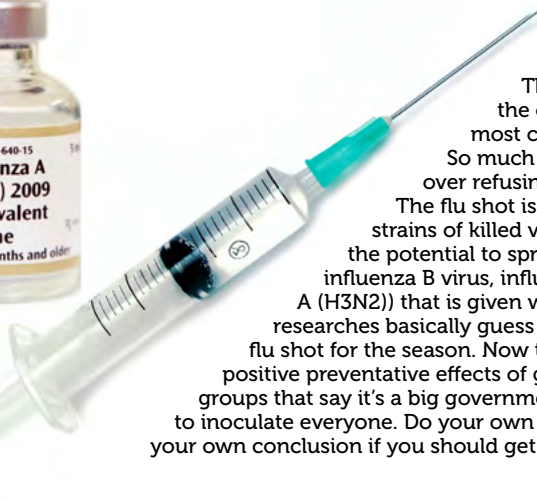 -640-15
nza A
) 2009
valent
ne
nths and older
Th
the
most c
So much
over refusin
The flu shot is
strains of killed v
the potential to spr
influenza B virus, influ
A (H3N2)) that is given w
researches basically guess
flu shot for the season. Now t
positive preventative effects of g
groups that say it's a big governme
to inoculate everyone. Do your own
your own conclusion if you should get